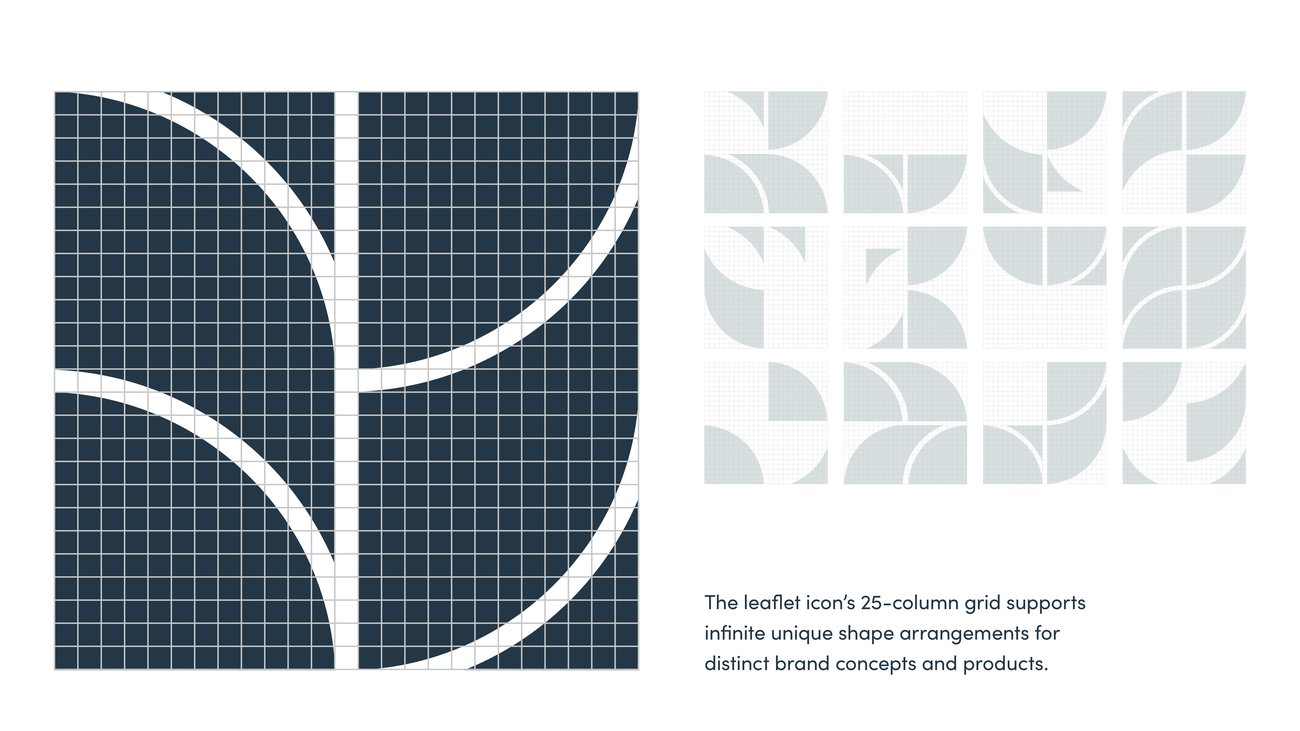 The leaflet icon’s 25-column grid supports
infinite unique shape arrangements for
distinct brand concepts and products.